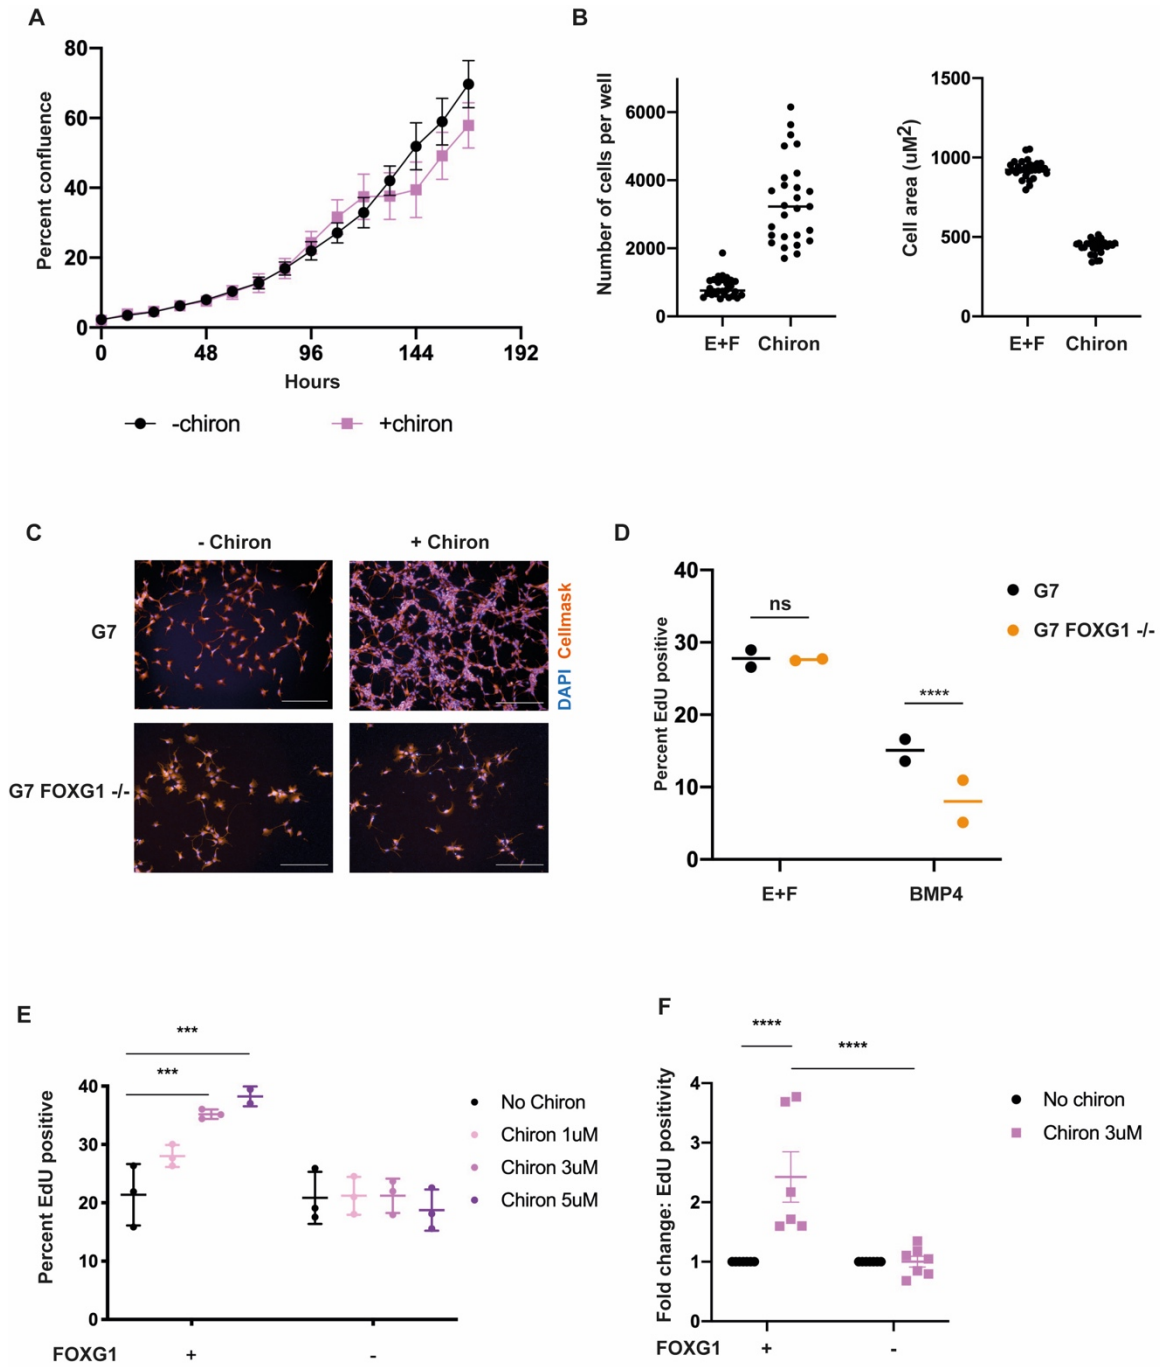 A
80
60
40
20
0
Percent confluence
0 48 96 144 192
Hours
-chiron +chiron
B
Number of cells per well
6000
4000
2000
0
E+F Chiron
Cell area (uM2)
1500
1000
500
0
E+F Chiron
C
- Chiron + Chiron
G7
G7 FOXG1 -/-
DAPI Cellmask
D
Percent EdU positive
40
30
20
10
0
ns
****
E+F BMP4
G7
G7 FOXG1 -/-
E
***
***
Percent EdU positive
40
30
20
10
0
No Chiron
Chiron 1uM
Chiron 3uM
Chiron 5uM
FOXG1 + -
F
**** ****
Fold change: EdU positivity
4
3
2
1
0
No chiron
Chiron 3uM
FOXG1 + -